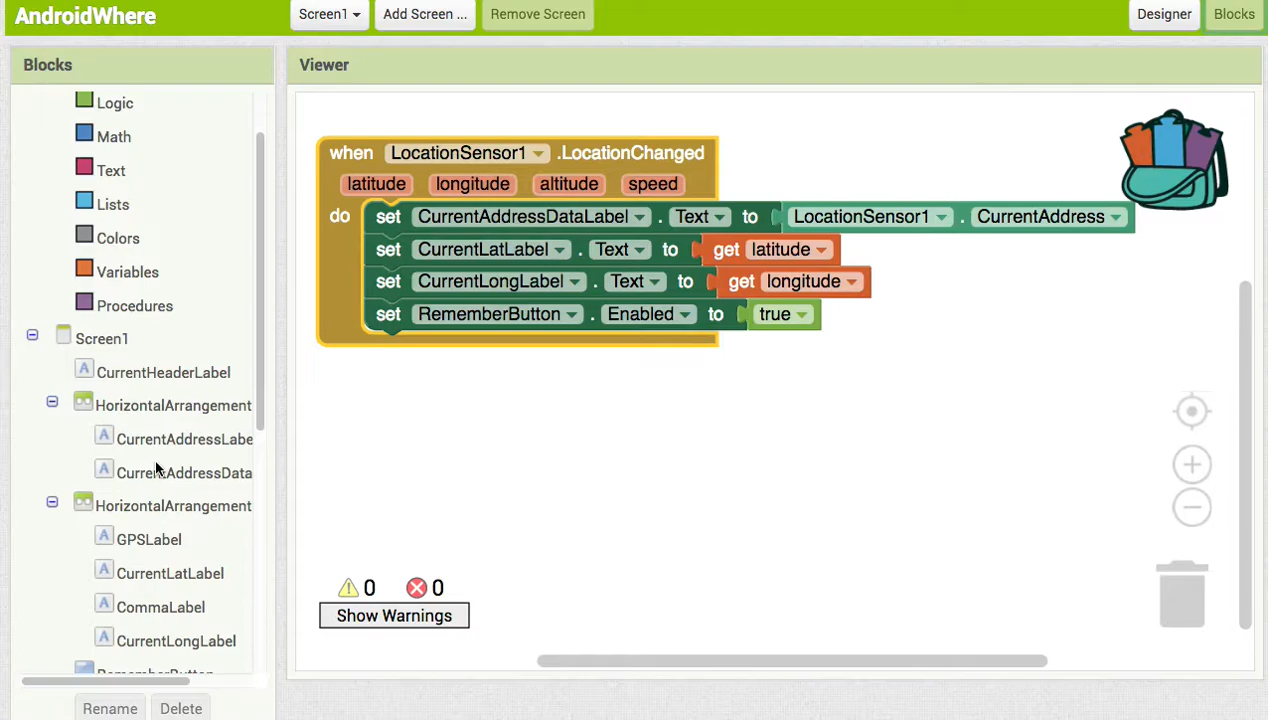 AndroidWhere
Screen1
Add Screen ...
Remove Screen
Designer
Blocks
Blocks
Logic
Math
Text
Lists
Colors
Variables
Procedures
Screen1
CurrentHeaderLabel
HorizontalArrangement
CurrentAddressLabe
CurrentAddressData
HorizontalArrangement
GPSLabel
CurrentLatLabel
CommaLabel
CurrentLongLabel
RememberButton
Rename
Delete
Viewer
when LocationSensor1 .LocationChanged
latitude longitude altitude speed
do set CurrentAddressDataLabel . Text to LocationSensor1 . CurrentAddress
set CurrentLatLabel . Text to get latitude
set CurrentLongLabel . Text to get longitude
set RememberButton . Enabled to true
0 0
Show Warnings